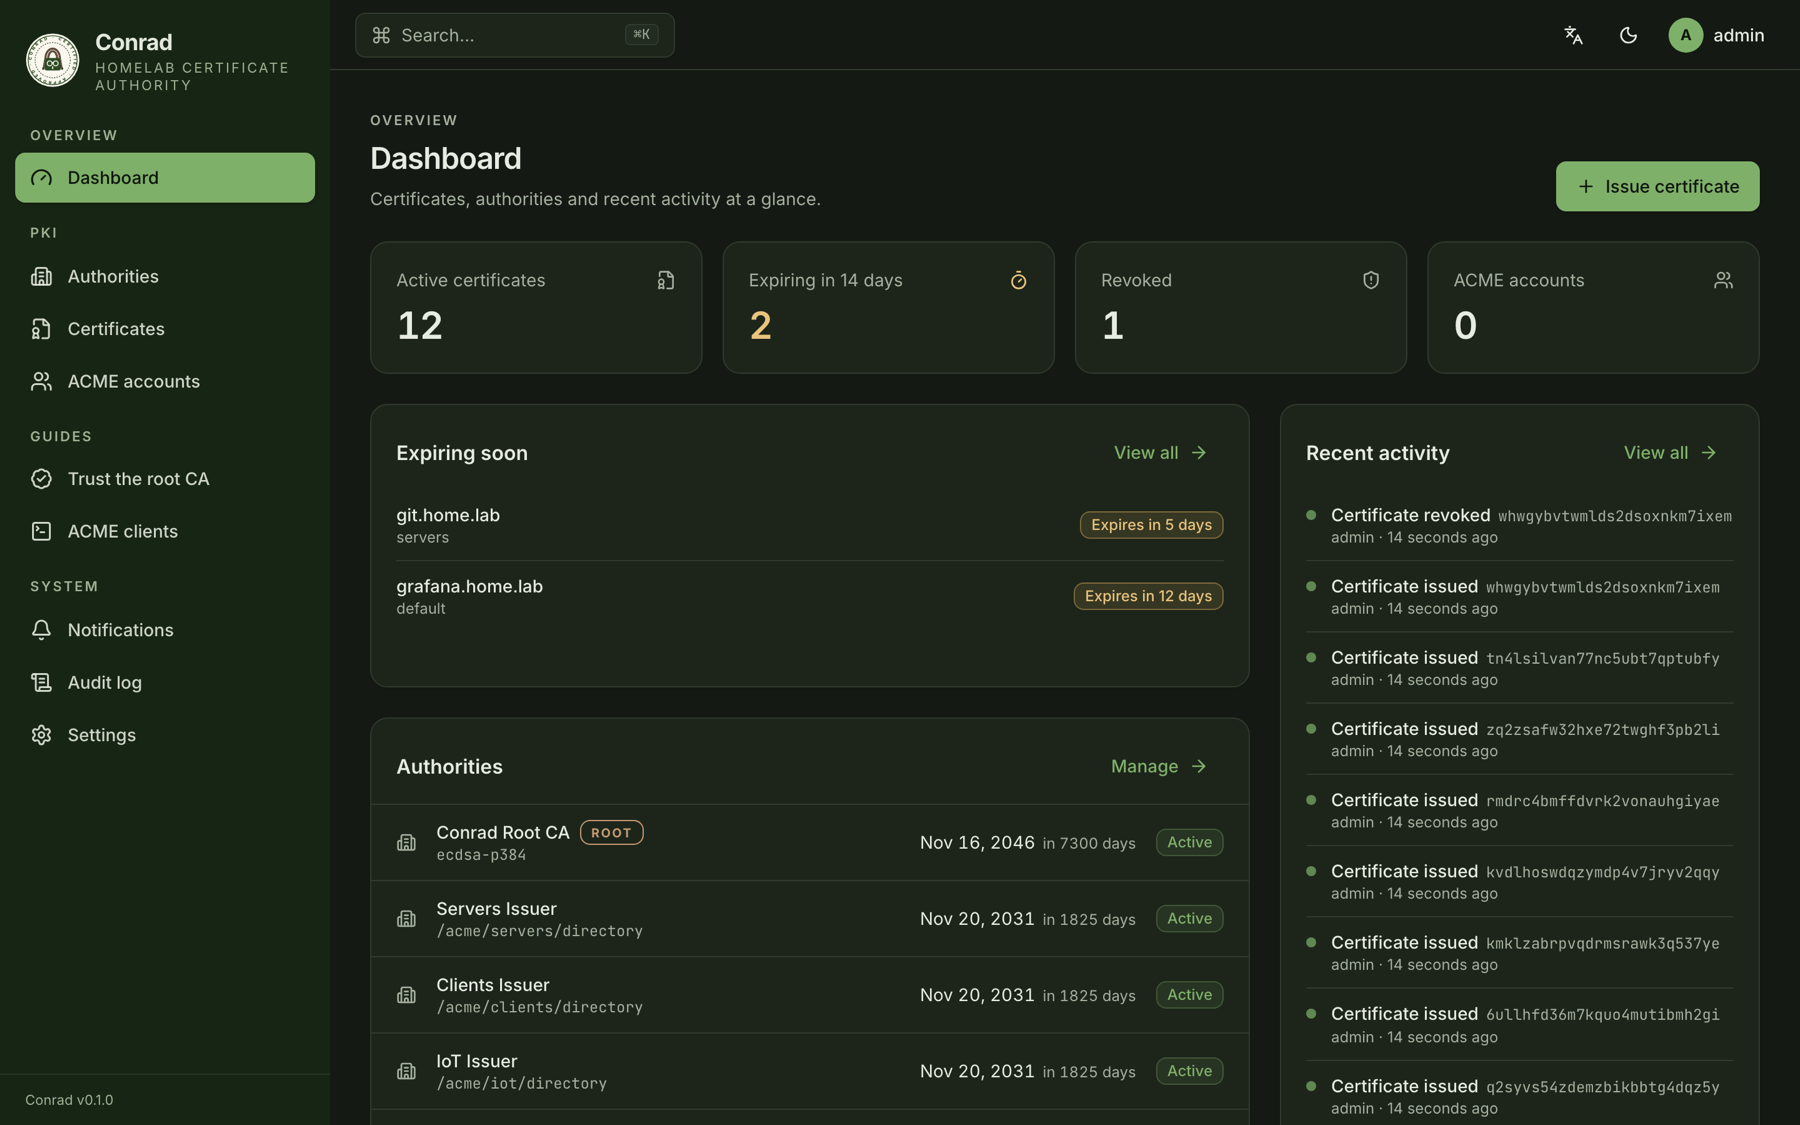 Conrad
HOMELAB CERTIFICATE
AUTHORITY
OVERVIEW
Dashboard
PKI
Authorities
Certificates
ACME accounts
GUIDES
Trust the root CA
ACME clients
SYSTEM
Notifications
Audit log
Settings
Conrad v0.1.0
Search...
⌘K
A
admin
OVERVIEW
Dashboard
Certificates, authorities and recent activity at a glance.
Issue certificate
Active certificates
12
Expiring in 14 days
2
Revoked
1
ACME accounts
0
Expiring soon
View all
git.home.lab
servers
Expires in 5 days
grafana.home.lab
default
Expires in 12 days
Authorities
Manage
Conrad Root CA ROOT
ecdsa-p384
Nov 16, 2046 in 7300 days
Active
Servers Issuer
/acme/servers/directory
Nov 20, 2031 in 1825 days
Active
Clients Issuer
/acme/clients/directory
Nov 20, 2031 in 1825 days
Active
IoT Issuer
/acme/iot/directory
Nov 20, 2031 in 1825 days
Active
Recent activity
View all
Certificate revoked whwgybvtwmlds2dsoxnkm7ixem
admin · 14 seconds ago
Certificate issued whwgybvtwmlds2dsoxnkm7ixem
admin · 14 seconds ago
Certificate issued tn4lsilvan77nc5ubt7qptubfy
admin · 14 seconds ago
Certificate issued zq2zsafw32hxe72twghf3pb2li
admin · 14 seconds ago
Certificate issued rmdrc4bmffdvrk2vonauhgiyae
admin · 14 seconds ago
Certificate issued kvdlhoswdqzymdp4v7jryv2qqy
admin · 14 seconds ago
Certificate issued kmklzabrpvqdrmsrawk3q537ye
admin · 14 seconds ago
Certificate issued 6ullhfd36m7kquo4mutibmh2gi
admin · 14 seconds ago
Certificate issued q2syvs54zdemzbikbbtg4dqz5y
admin · 14 seconds ago